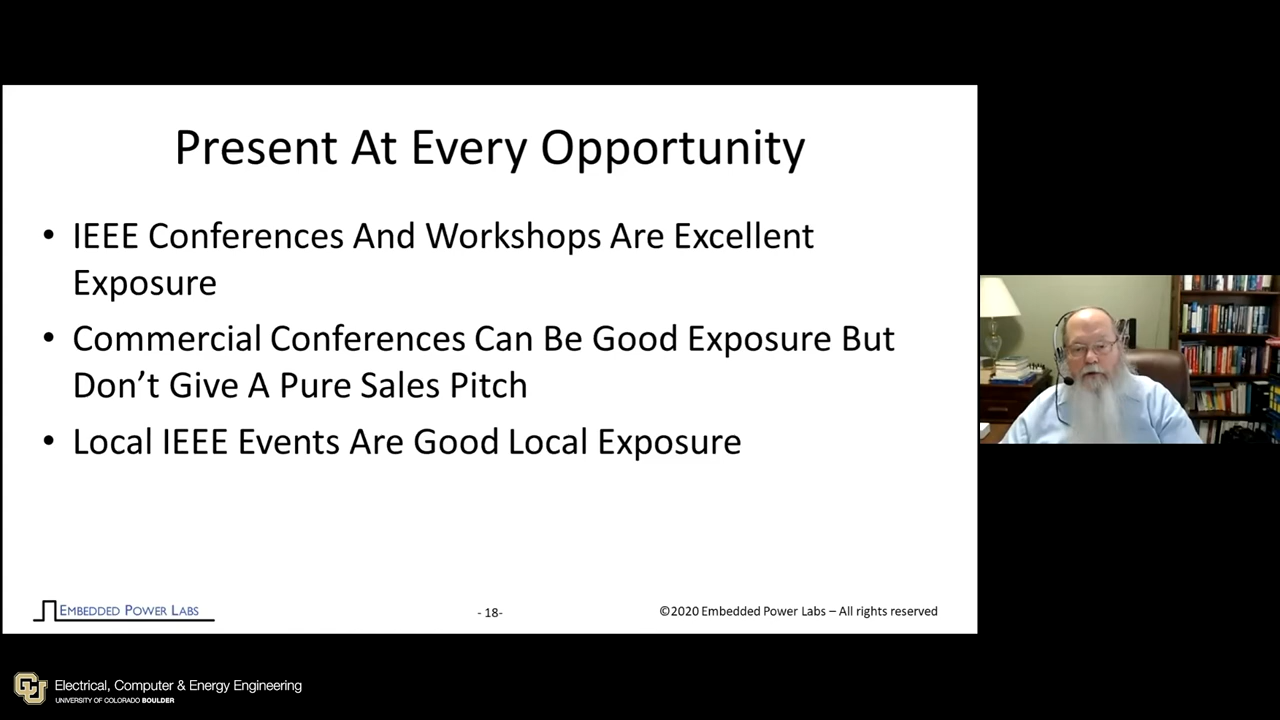 Present At Every Opportunity
• IEEE Conferences And Workshops Are Excellent
Exposure
• Commercial Conferences Can Be Good Exposure But
Don’t Give A Pure Sales Pitch
• Local IEEE Events Are Good Local Exposure
EMBEDDED POWER LABS
- 18-
©2020 Embedded Power Labs – All rights reserved
CU
Electrical, Computer & Energy Engineering
UNIVERSITY OF COLORADO BOULDER